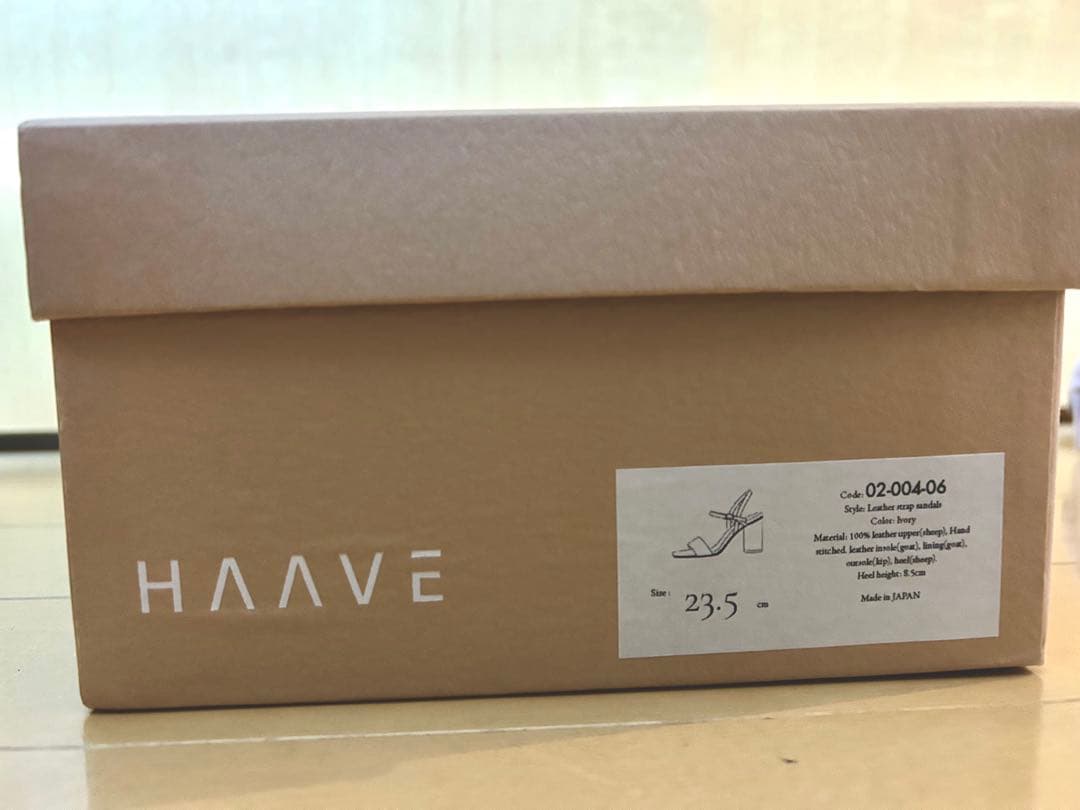 HAAVE
Size : 23.5 cm
Code: 02-004-06
Style: Leather strap sandals
Color: Ivory
Material: 100% leather upper(sheep), Hand
stitched. leather insole(goat), lining(goat),
outsole(kip), heel(sheep).
Heel height: 8.5cm
Made in JAPAN